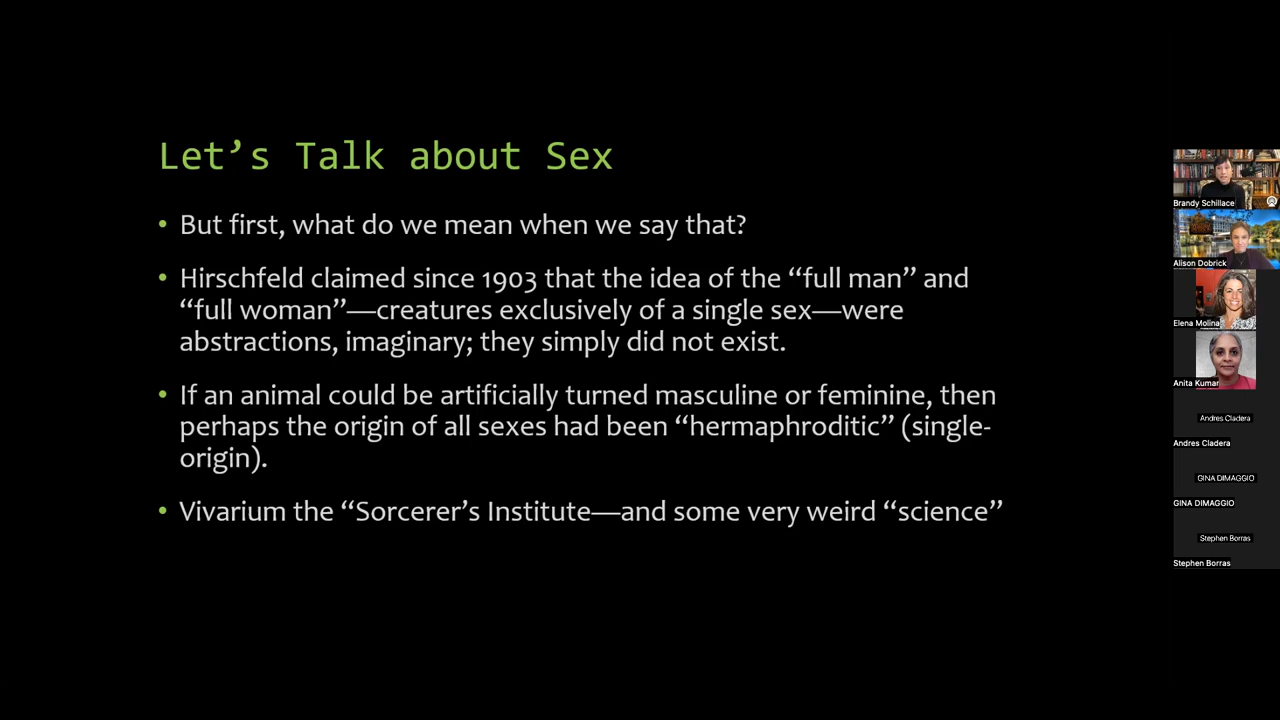 Let’s Talk about Sex
• But first, what do we mean when we say that?
• Hirschfeld claimed since 1903 that the idea of the “full man” and
“full woman”—creatures exclusively of a single sex—were
abstractions, imaginary; they simply did not exist.
• If an animal could be artificially turned masculine or feminine, then
perhaps the origin of all sexes had been “hermaphroditic” (single-
origin).
• Vivarium the “Sorcerer’s Institute—and some very weird “science”
Brandy Schillace
Alison Dobrick
Elena Molina
Anita Kumar
Andres Cladera
Andres Cladera
GINA DIMAGGIO
GINA DIMAGGIO
Stephen Borras
Stephen Borras